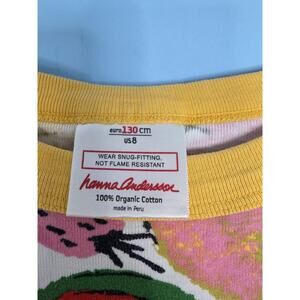 euro 130 cm
US 8
WEAR SNUG-FITTING.
NOT FLAME RESISTANT
hanna andersson
100% Organic Cotton
made in Peru